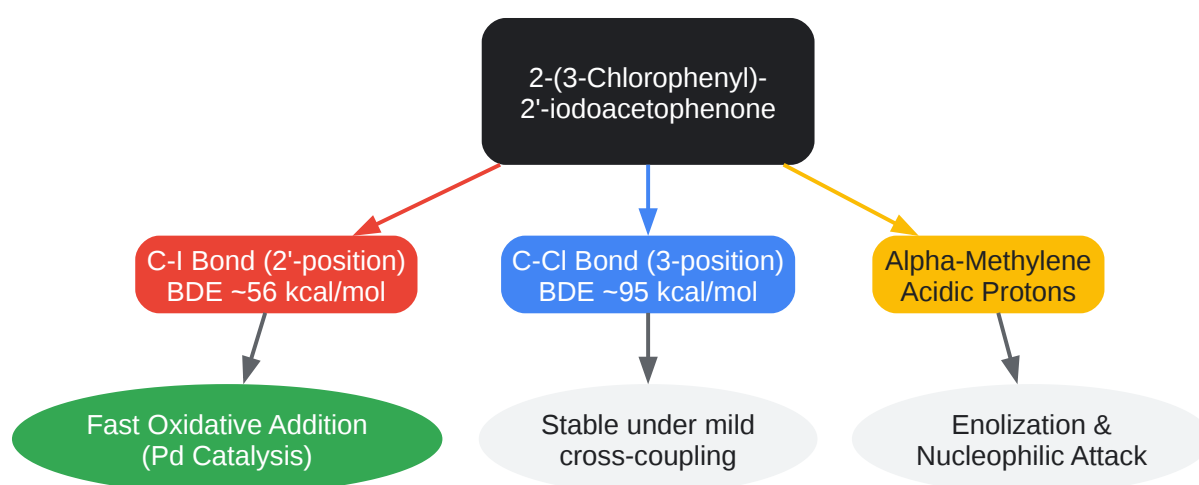 2-(3-Chlorophenyl)-
2'-iodoacetophenone
C-I Bond (2'-position)
BDE ~56 kcal/mol
C-Cl Bond (3-position)
BDE ~95 kcal/mol
Alpha-Methylene
Acidic Protons
Fast Oxidative Addition
(Pd Catalysis)
Stable under mild
cross-coupling
Enolization &
Nucleophilic Attack